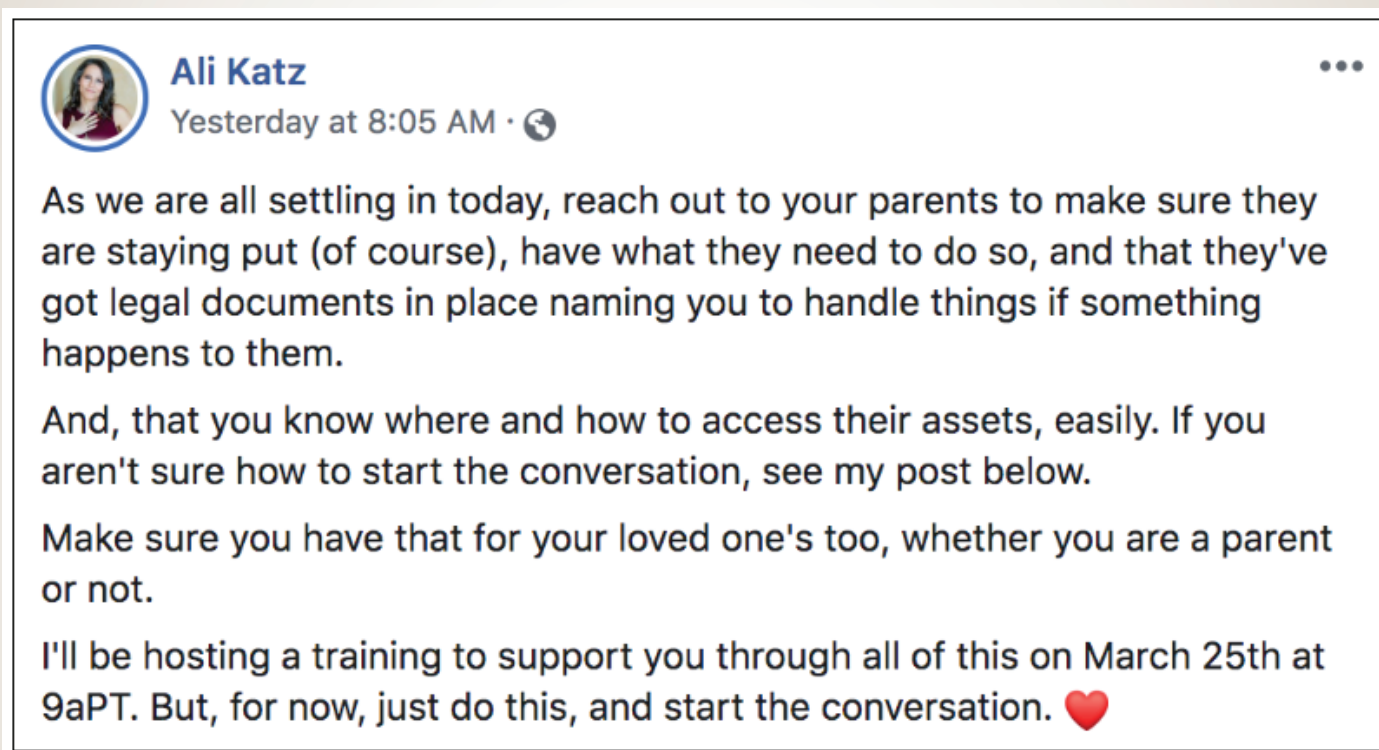 Ali Katz
Yesterday at 8:05 AM ·
As we are all settling in today, reach out to your parents to make sure they
are staying put (of course), have what they need to do so, and that they've
got legal documents in place naming you to handle things if something
happens to them.
And, that you know where and how to access their assets, easily. If you
aren't sure how to start the conversation, see my post below.
Make sure you have that for your loved one's too, whether you are a parent
or not.
I'll be hosting a training to support you through all of this on March 25th at
9aPT. But, for now, just do this, and start the conversation. ❤️